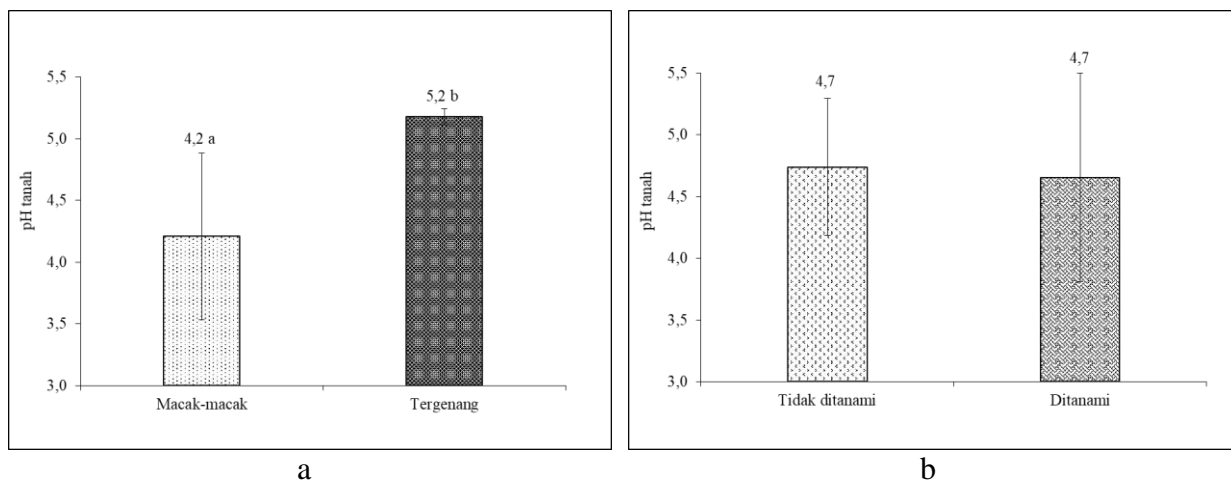 5,5
5,0
4,5
4,0
3,5
3,0
pH tanah
4,2 a
5,2 b
Macak-macak
Tergenang
a
5,5
5,0
4,5
4,0
3,5
3,0
pH tanah
4,7
4,7
Tidak ditanami
Ditanami
b